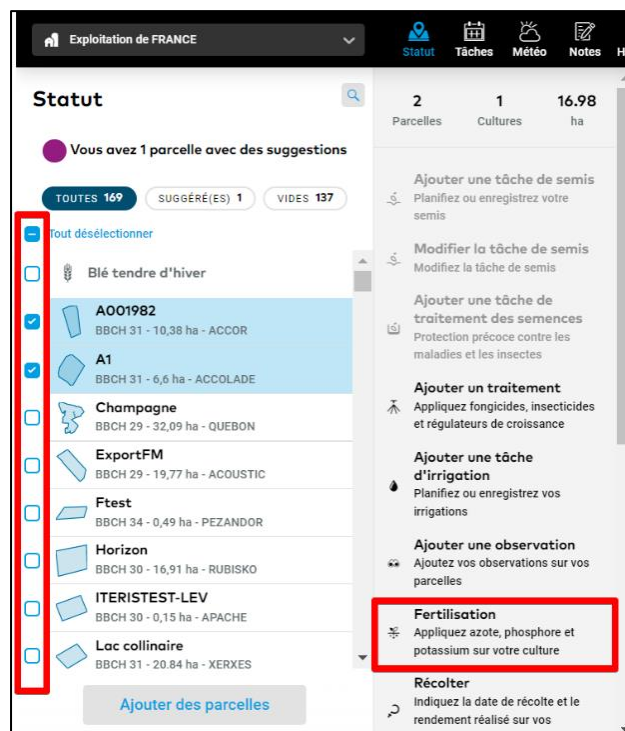 Exploitation de FRANCE
Statut
Tâches
Météo
Notes
H
Statut
Vous avez 1 parcelle avec des suggestions
TOUTES 169
SUGGÉRÉ(ES) 1
VIDES 137
Tout désélectionner
Blé tendre d'hiver
A001982
BBCH 31 - 10,38 ha - ACCOR
A1
BBCH 31 - 6,6 ha - ACCOLADE
Champagne
BBCH 29 - 32,09 ha - QUEBON
ExportFM
BBCH 29 - 19,77 ha - ACOUSTIC
Ftest
BBCH 34 - 0,49 ha - PEZANDOR
Horizon
BBCH 30 - 16,91 ha - RUBISKO
ITERISTEST-LEV
BBCH 30 - 0,15 ha - APACHE
Lac collinaire
BBCH 31 - 20.84 ha - XERXES
Ajouter des parcelles
2 1 16.98
Parcelles Cultures ha
Ajouter une tâche de semis
Planifiez ou enregistrez votre
semis
Modifier la tâche de semis
Modifiez la tâche de semis
Ajouter une tâche de
traitement des semences
Protection précoce contre les
maladies et les insectes
Ajouter un traitement
Appliquez fongicides, insecticides
et régulateurs de croissance
Ajouter une tâche
d'irrigation
Planifiez ou enregistrez vos
irrigations
Ajouter une observation
Ajoutez vos observations sur vos
parcelles
Fertilisation
Appliquez azote, phosphore et
potassium sur votre culture
Récolter
Indiquez la date de récolte et le
rendement réalisé sur vos